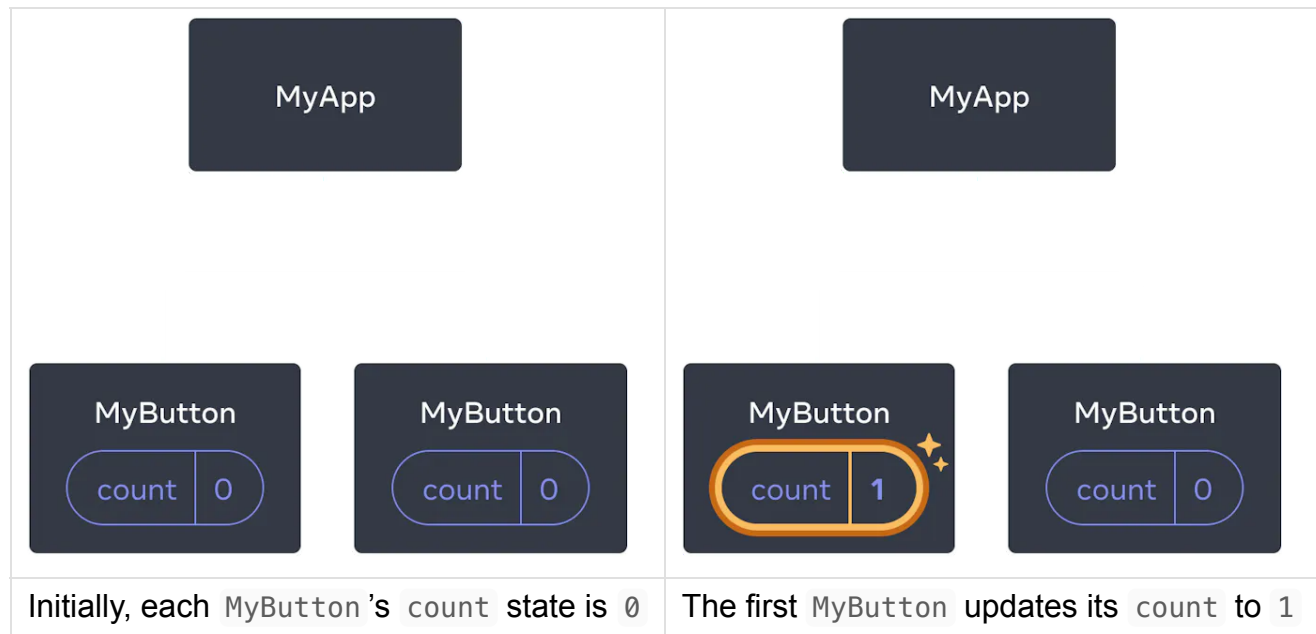 MyApp
MyButton
count 0
MyButton
count 0
Initially, each MyButton’s count state is 0
MyApp
MyButton
count 1
MyButton
count 0
The first MyButton updates its count to 1